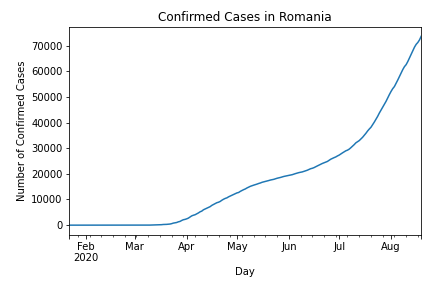 Confirmed Cases in Romania
Number of Confirmed Cases
70000
60000
50000
40000
30000
20000
10000
0
Feb Mar Apr May Jun Jul Aug
2020
Day